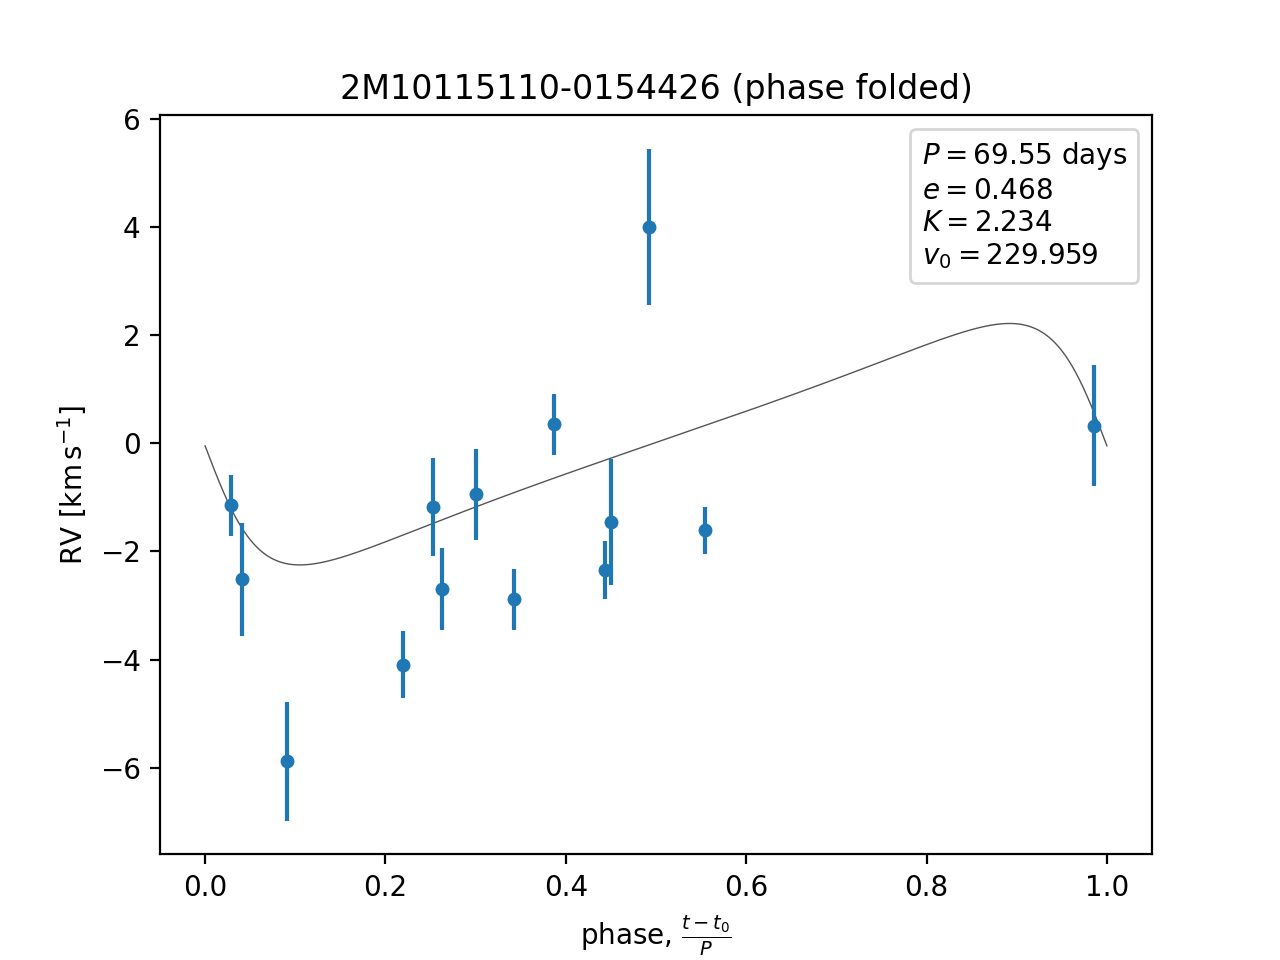 2M10115110-0154426 (phase folded)
P = 69.55 days
e = 0.468
K = 2.234
v₀ = 229.959
RV [km s⁻¹]
6
4
2
0
−2
−4
−6
0.0 0.2 0.4 0.6 0.8 1.0
phase, (t − t₀)/P